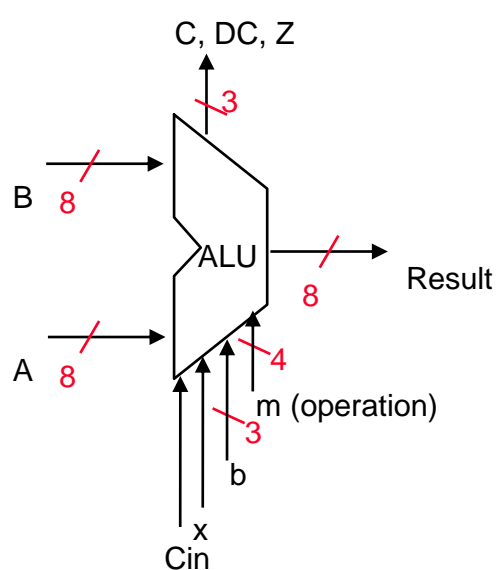 C, DC, Z
3
B
8
ALU
8
Result
A
8
4
m (operation)
3
b
x
Cin